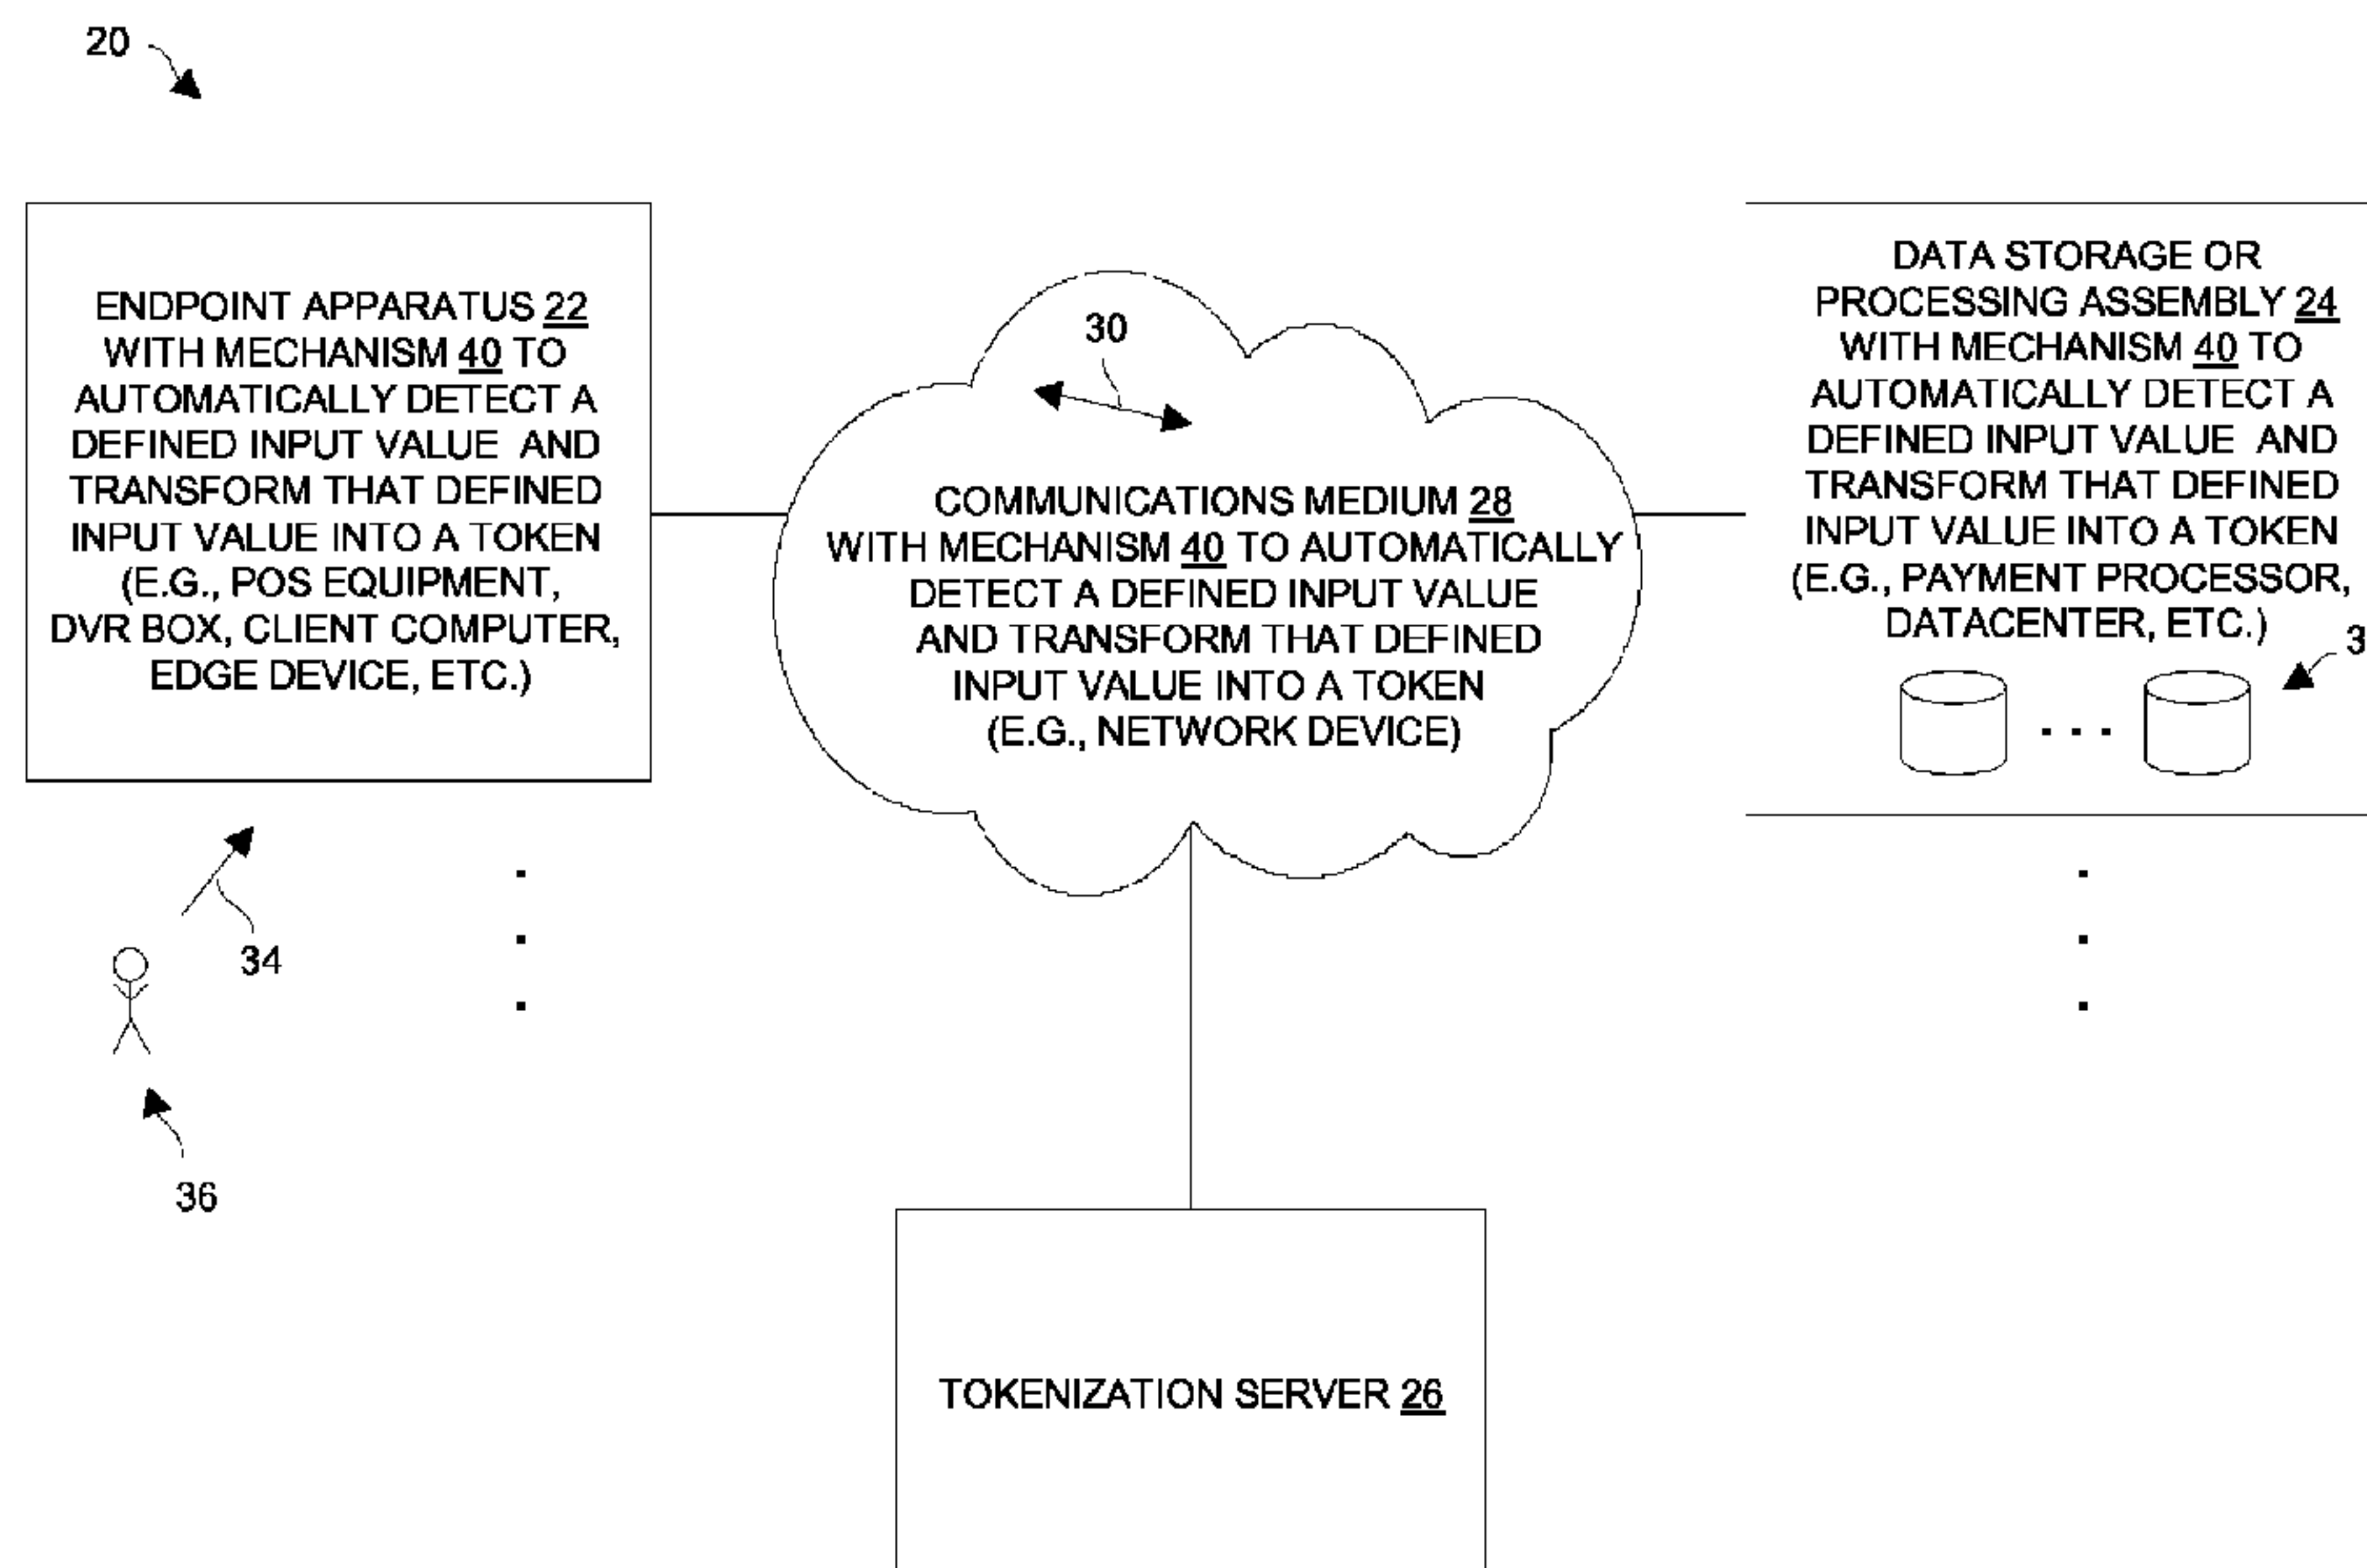 20
ENDPOINT APPARATUS 22
WITH MECHANISM 40 TO
AUTOMATICALLY DETECT A
DEFINED INPUT VALUE AND
TRANSFORM THAT DEFINED
INPUT VALUE INTO A TOKEN
(E.G., POS EQUIPMENT,
DVR BOX, CLIENT COMPUTER,
EDGE DEVICE, ETC.)
30
COMMUNICATIONS MEDIUM 28
WITH MECHANISM 40 TO AUTOMATICALLY
DETECT A DEFINED INPUT VALUE
AND TRANSFORM THAT DEFINED
INPUT VALUE INTO A TOKEN
(E.G., NETWORK DEVICE)
DATA STORAGE OR
PROCESSING ASSEMBLY 24
WITH MECHANISM 40 TO
AUTOMATICALLY DETECT A
DEFINED INPUT VALUE AND
TRANSFORM THAT DEFINED
INPUT VALUE INTO A TOKEN
(E.G., PAYMENT PROCESSOR,
DATACENTER, ETC.)
34
36
TOKENIZATION SERVER 26